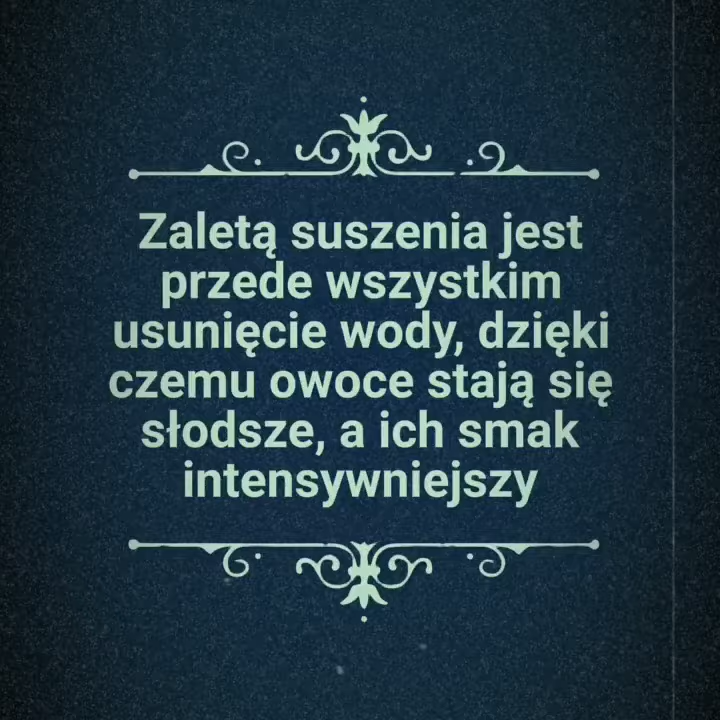 Zaletą suszenia jest
przede wszystkim
usunięcie wody, dzięki
czemu owoce stają się
słodsze, a ich smak
intensywniejszy